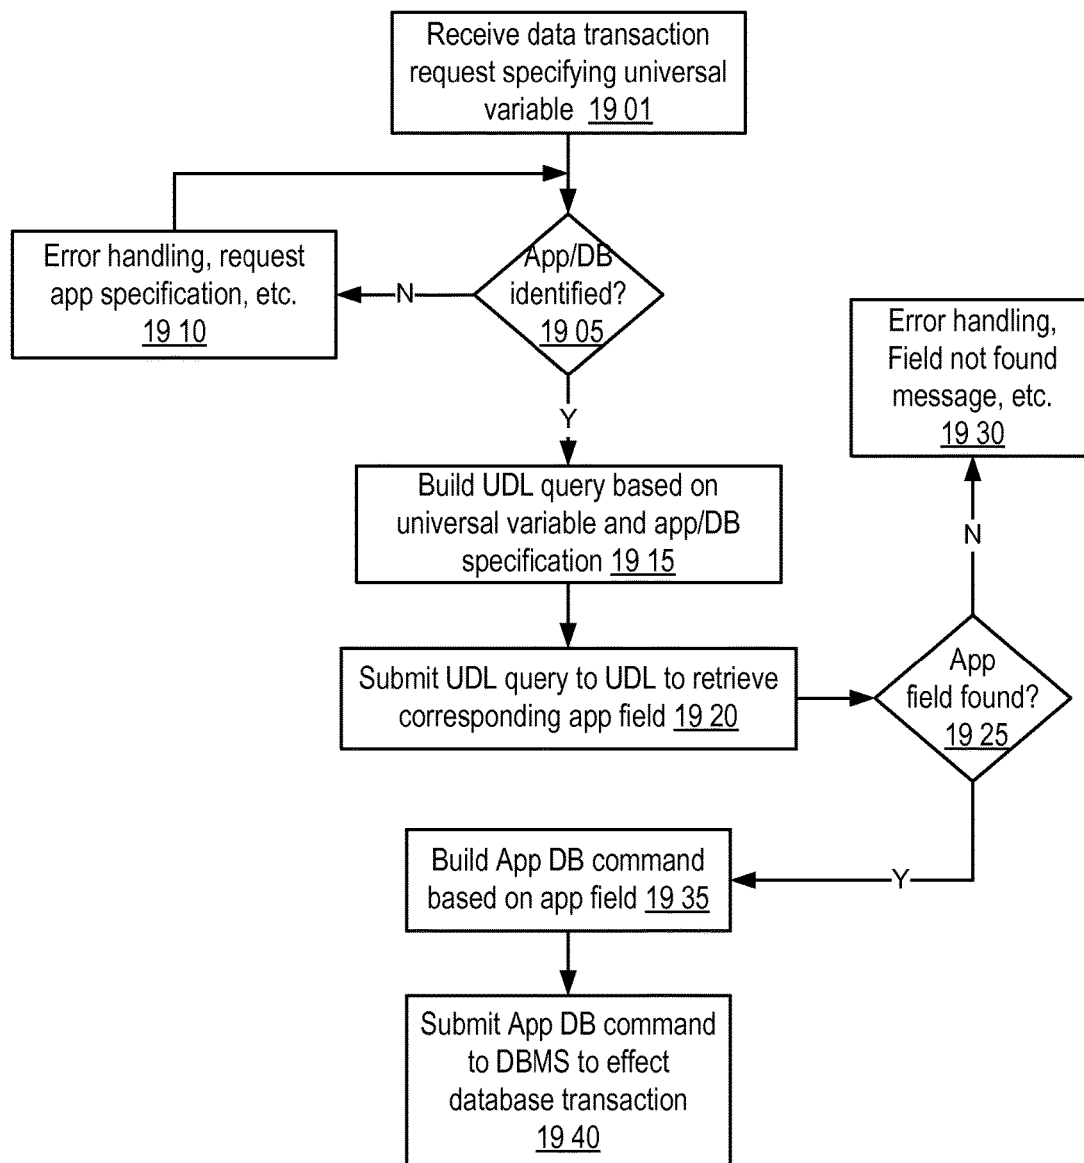 Receive data transaction
request specifying universal
variable 19 01
Error handling, request
app specification, etc.
19 10
N
App/DB
identified?
19 05
Y
Error handling,
Field not found
message, etc.
19 30
Build UDL query based on
universal variable and app/DB
specification 19 15
N
Submit UDL query to UDL to retrieve
corresponding app field 19 20
App
field found?
19 25
Build App DB command
based on app field 19 35
Y
Submit App DB command
to DBMS to effect
database transaction
19 40